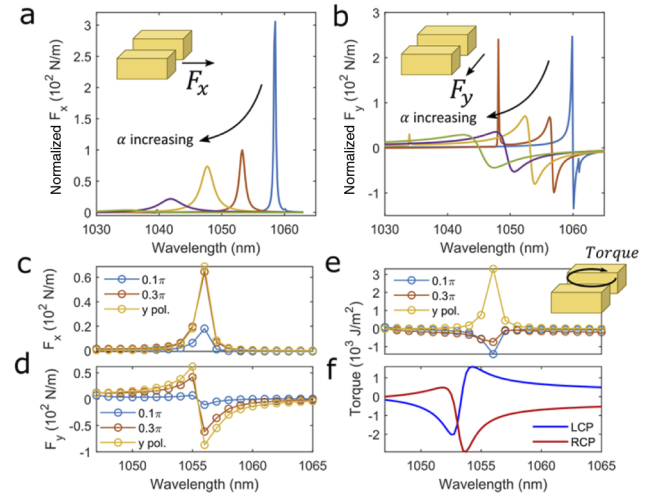 a
Normalized F_x (10^2 N/m)
3
2.5
2
1.5
1
0.5
0
F_x
α increasing
1030 1040 1050 1060
Wavelength (nm)
b
Normalized F_y (10^2 N/m)
3
2
1
0
-1
F_y
α increasing
1030 1040 1050 1060
Wavelength (nm)
c
F_x (10^2 N/m)
0.6
0.4
0.2
0
0.1π
0.3π
y pol.
d
F_y (10^2 N/m)
0.5
0
-0.5
-1
0.1π
0.3π
y pol.
1050 1055 1060 1065
Wavelength (nm)
e
Torque (10^3 J/m^2)
3
2
1
0
-1
0.1π
0.3π
y pol.
Torque
f
1
0
-1
-2
LCP
RCP
1050 1055 1060 1065
Wavelength (nm)